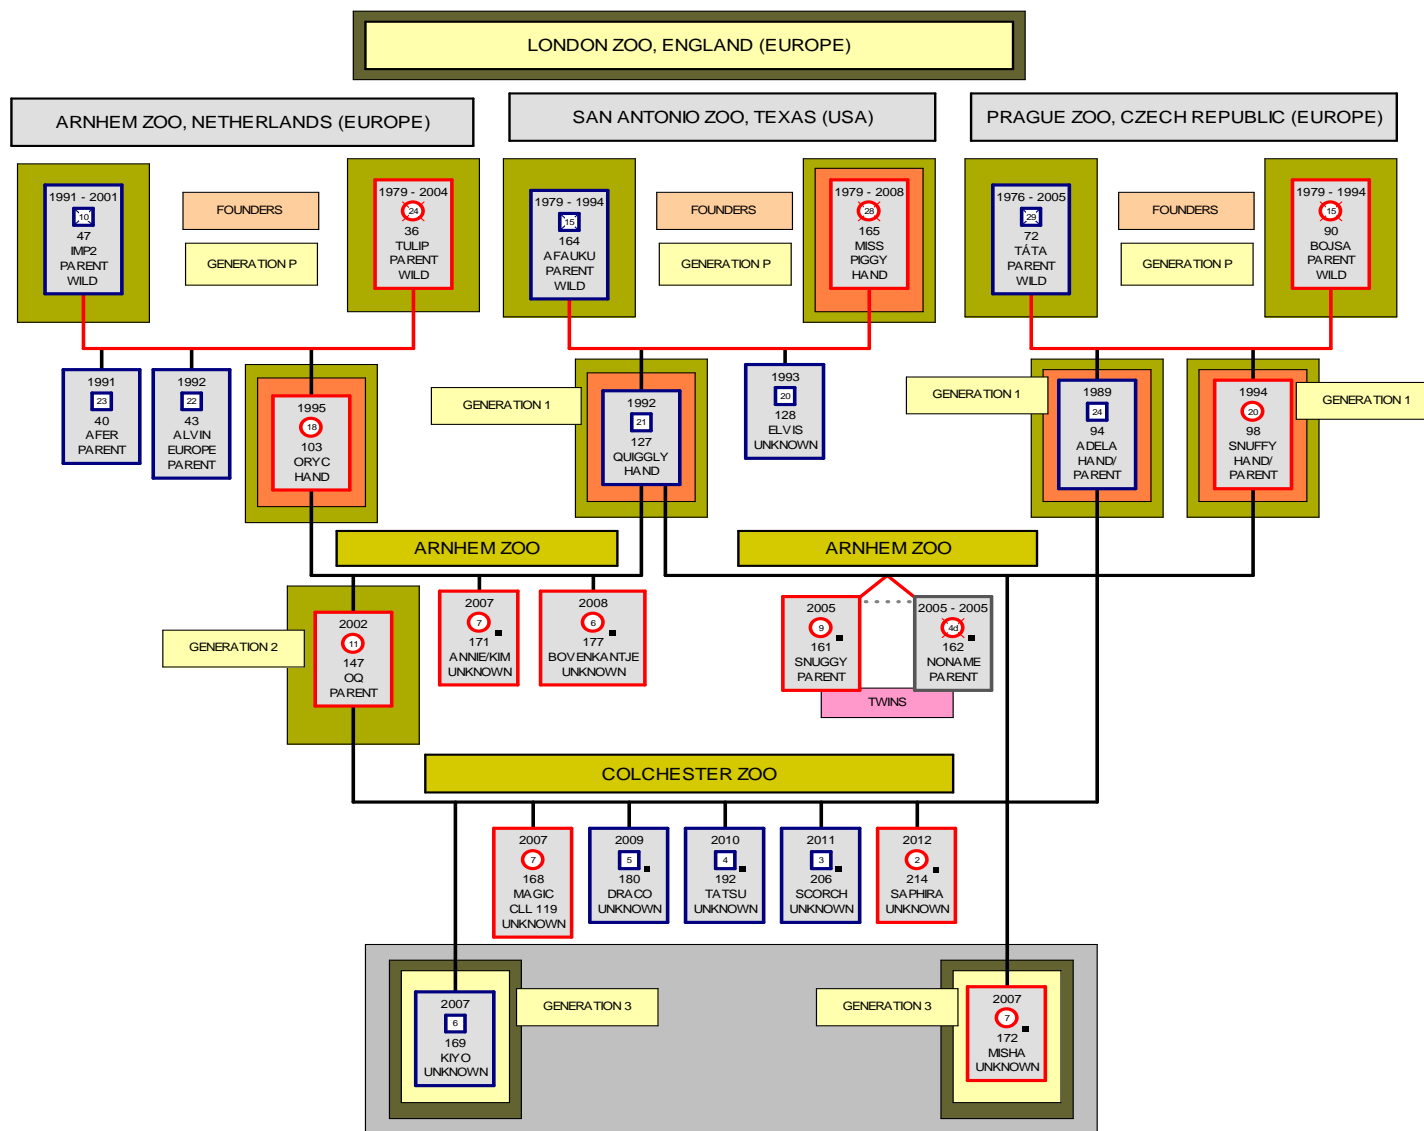 LONDON ZOO, ENGLAND (EUROPE)
ARNHEM ZOO, NETHERLANDS (EUROPE)
SAN ANTONIO ZOO, TEXAS (USA)
PRAGUE ZOO, CZECH REPUBLIC (EUROPE)
1991 - 2001
10
47
IMP2
PARENT
WILD
FOUNDERS
GENERATION P
1979 - 2004
24
36
TULIP
PARENT
WILD
1979 - 1994
15
164
AFAUKU
PARENT
WILD
FOUNDERS
GENERATION P
1979 - 2008
28
165
MISS
PIGGY
HAND
1976 - 2005
29
72
TÁTA
PARENT
WILD
FOUNDERS
GENERATION P
1979 - 1994
15
90
BOJSA
PARENT
WILD
1991
23
40
AFER
PARENT
1992
22
43
ALVIN
EUROPE
PARENT
1995
18
103
ORYC
HAND
GENERATION 1
1992
21
127
QUIGGLY
HAND
1993
20
128
ELVIS
UNKNOWN
GENERATION 1
1989
24
94
ADELA
HAND/
PARENT
1994
20
98
SNUFFY
HAND/
PARENT
GENERATION 1
ARNHEM ZOO
ARNHEM ZOO
GENERATION 2
2002
11
147
OQ
PARENT
2007
7
171
ANNIE/KIM
UNKNOWN
2008
6
177
BOVENKANTJE
UNKNOWN
2005
9
161
SNUGGY
PARENT
2005 - 2005
4d
162
NONAME
PARENT
TWINS
COLCHESTER ZOO
2007
7
168
MAGIC
CLL 119
UNKNOWN
2009
5
180
DRACO
UNKNOWN
2010
4
192
TATSU
UNKNOWN
2011
3
206
SCORCH
UNKNOWN
2012
2
214
SAPHIRA
UNKNOWN
2007
6
169
KIYO
UNKNOWN
GENERATION 3
GENERATION 3
2007
7
172
MISHA
UNKNOWN